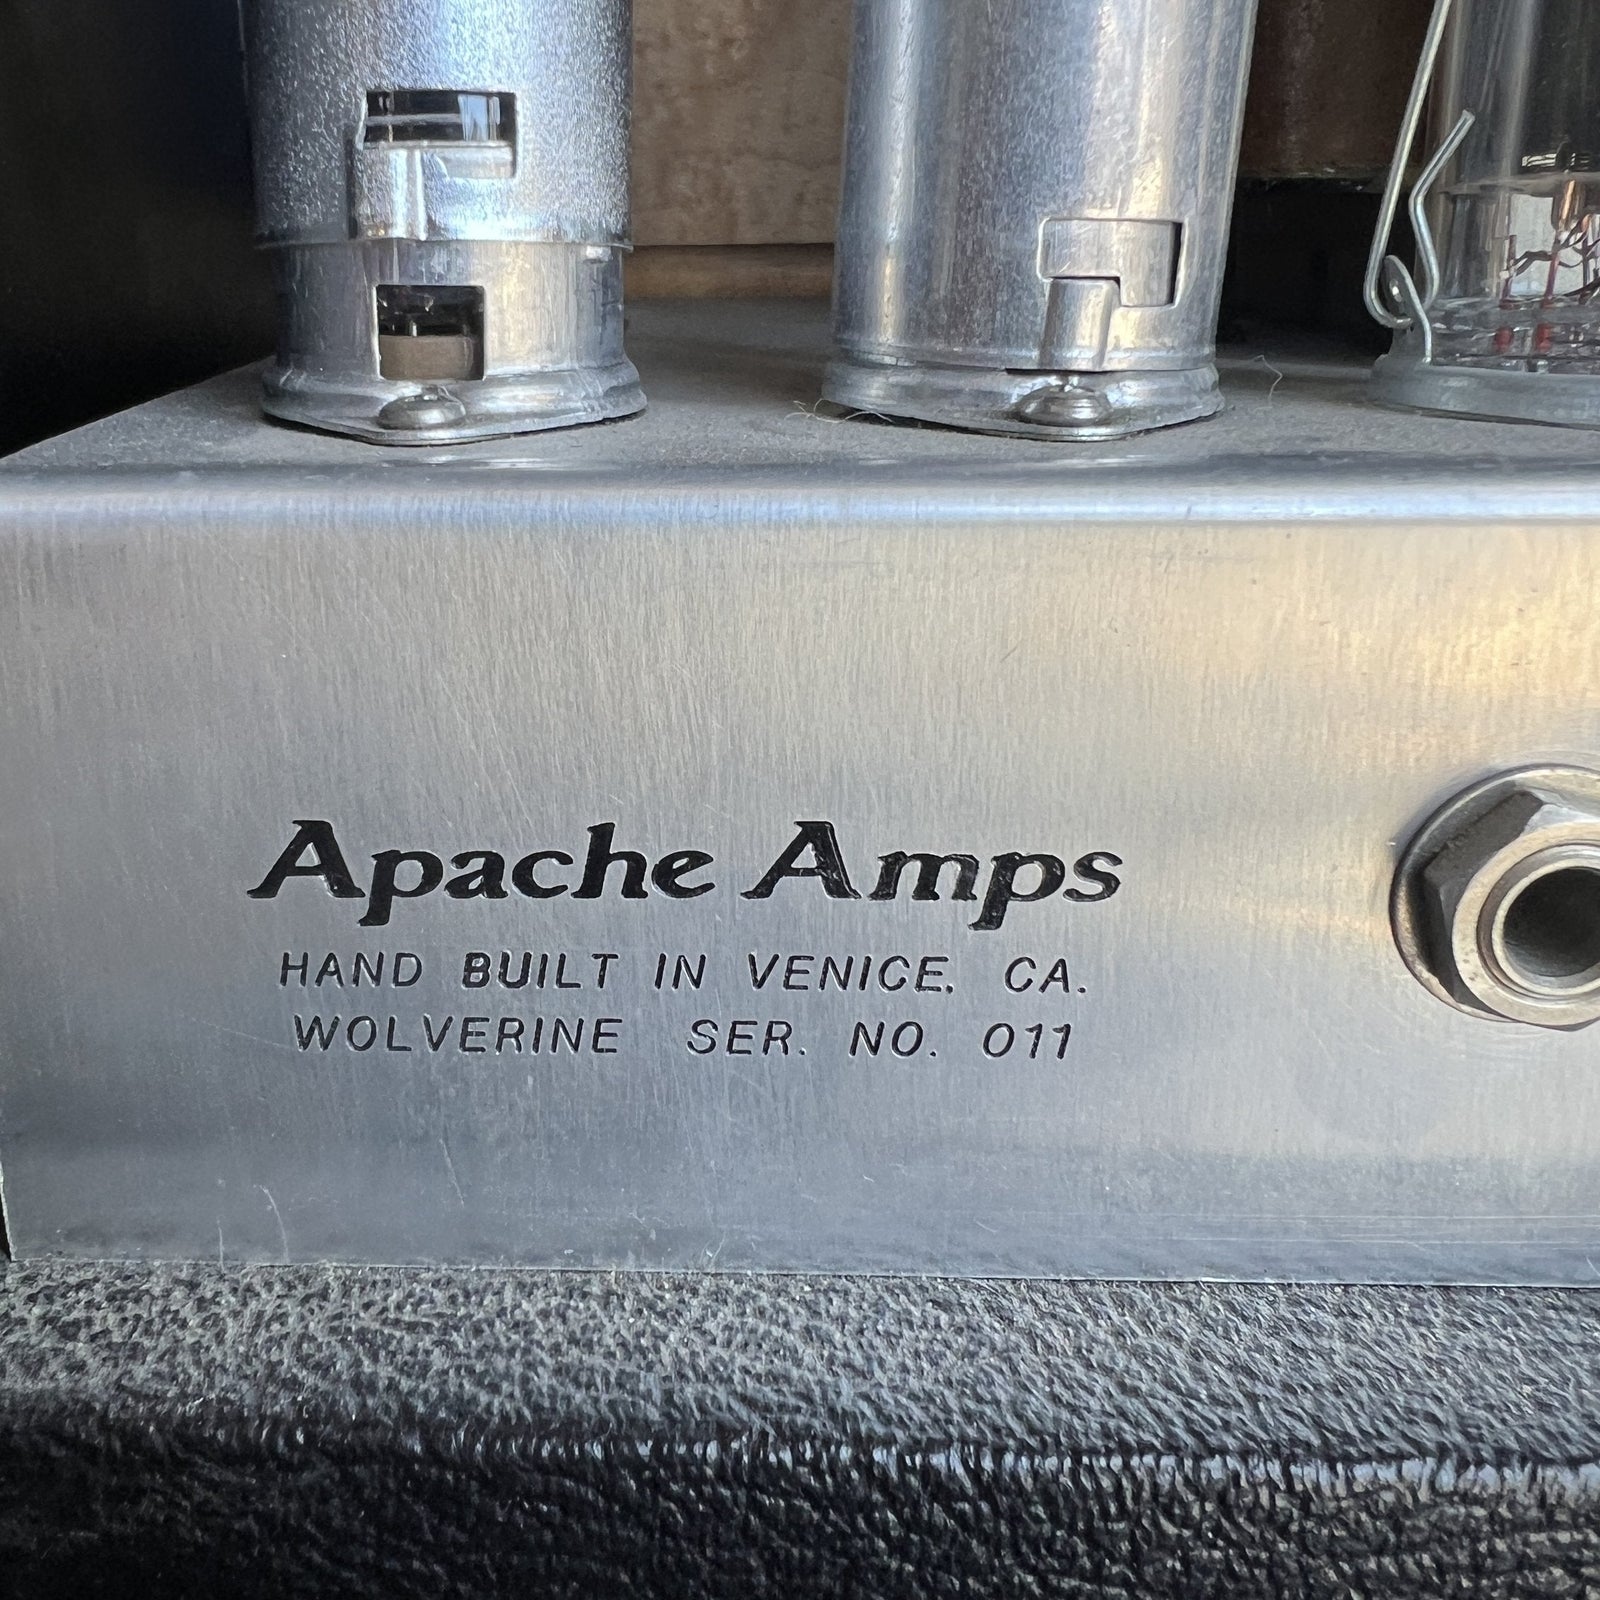 Apache Amps
HAND BUILT IN VENICE, CA.
WOLVERINE SER. NO. 011